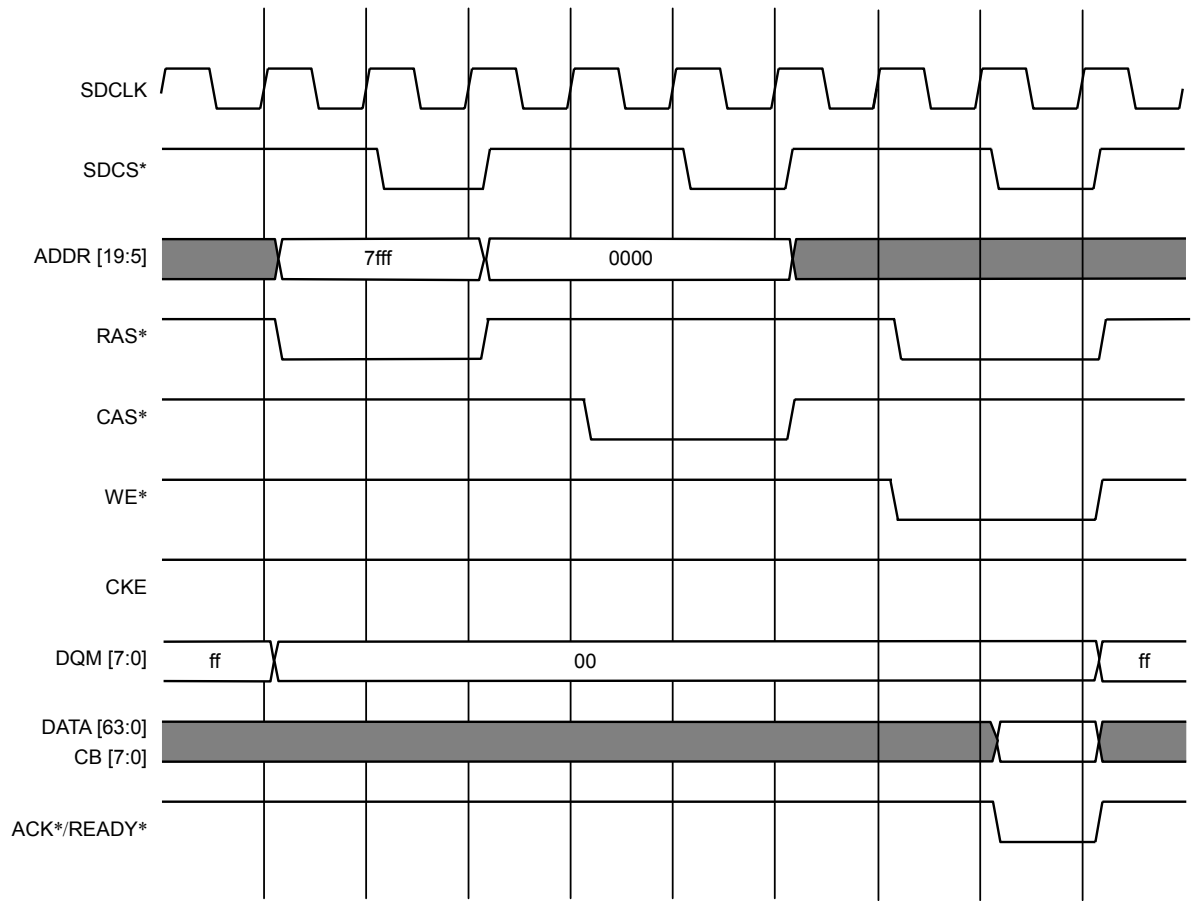 SDCLK
SDCS*
ADDR [19:5]
7fff
0000
RAS*
CAS*
WE*
CKE
DQM [7:0]
ff
00
ff
DATA [63:0]
CB [7:0]
ACK*/READY*